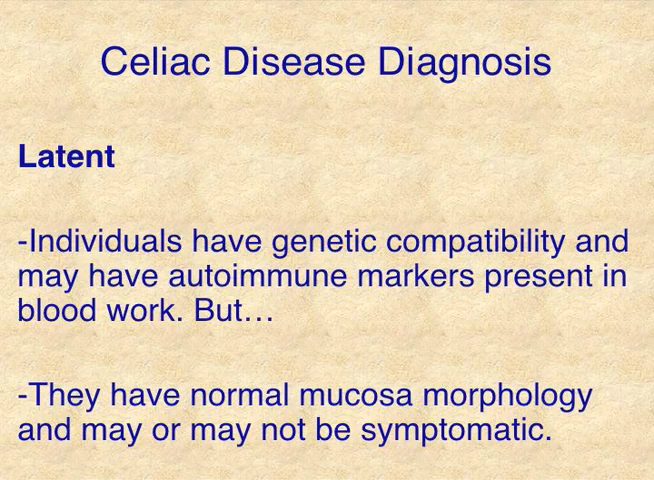 Celiac Disease Diagnosis
Latent
-Individuals have genetic compatibility and
may have autoimmune markers present in
blood work. But…
-They have normal mucosa morphology
and may or may not be symptomatic.